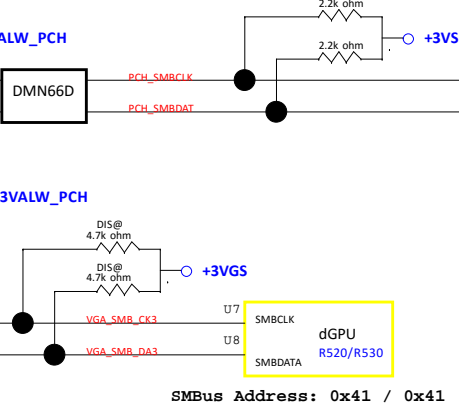 2.2k ohm
ALW_PCH
+3VS
2.2k ohm
DMN66D
PCH_SMBCLK
PCH_SMBDAT
3VALW_PCH
DIS@
4.7k ohm
DIS@
4.7k ohm
+3VGS
U7
VGA_SMB_CK3
SMBCLK
dGPU
U8
R520/R530
VGA_SMB_DA3
SMBDATA
SMBus Address: 0x41 / 0x41